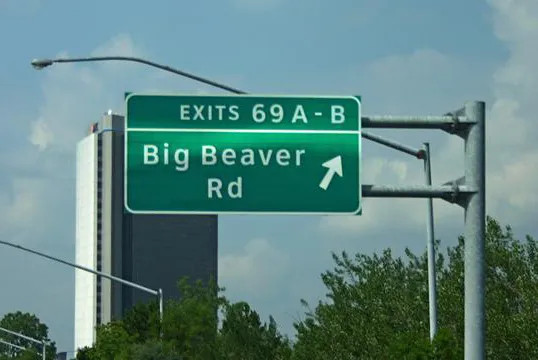 EXITS 69 A - B
Big Beaver
Rd